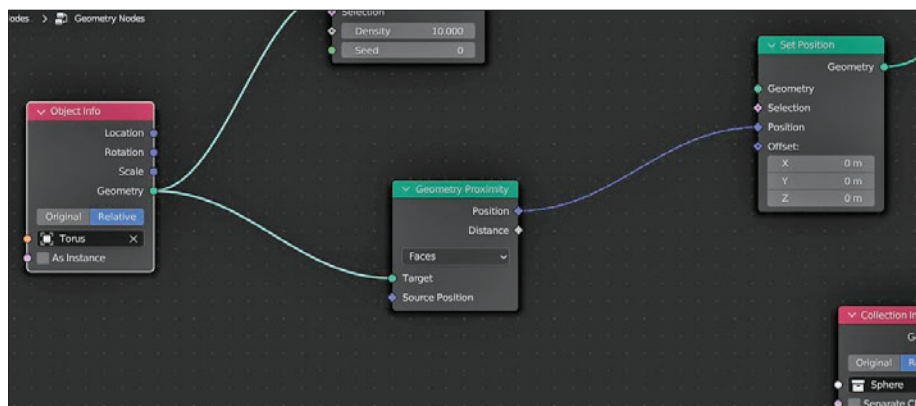 odes > Geometry Nodes
Selection
Density 10.000
Seed 0
Object Info
Location
Rotation
Scale
Geometry
Original Relative
Torus
As Instance
Geometry Proximity
Position
Distance
Faces
Target
Source Position
Set Position
Geometry
Geometry
Selection
Position
Offset:
X 0 m
Y 0 m
Z 0 m
Collection In
G
Original R
Sphere
Separate C